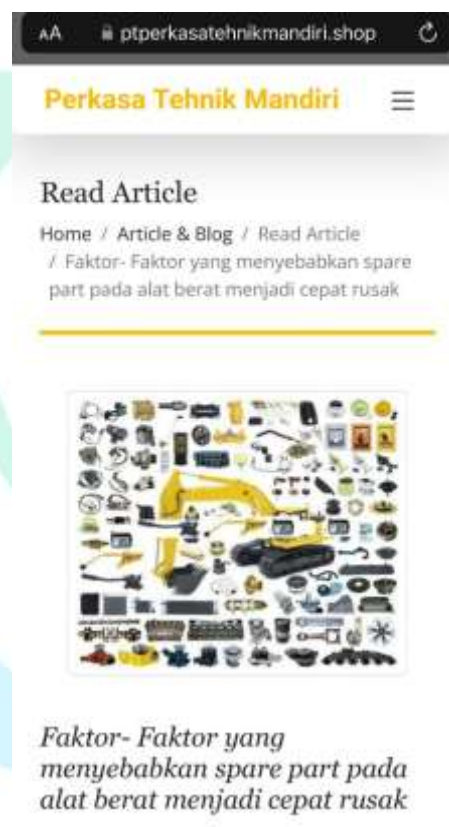 AA ptperkasatehnikmandiri.shop
Perkasa Tehnik Mandiri
Read Article
Home / Article & Blog / Read Article
/ Faktor- Faktor yang menyebabkan spare
part pada alat berat menjadi cepat rusak
Faktor- Faktor yang
menyebabkan spare part pada
alat berat menjadi cepat rusak